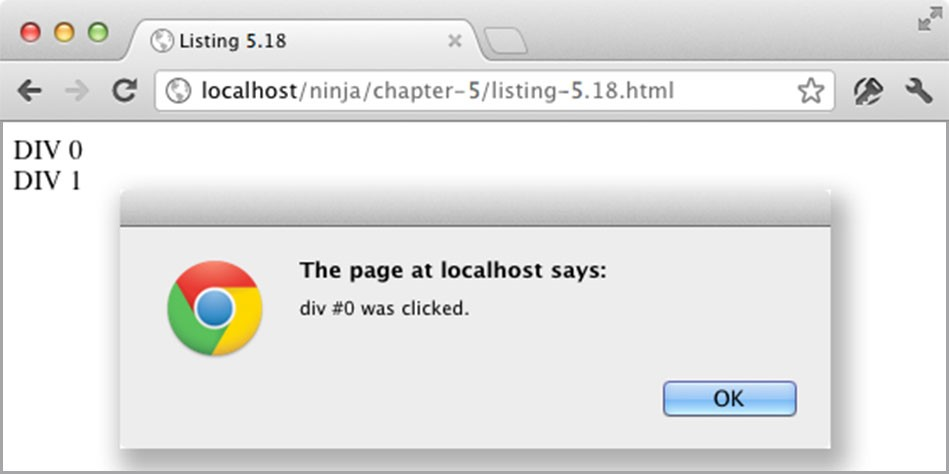 Listing 5.18
localhost/ninja/chapter-5/listing-5.18.html
DIV 0
DIV 1
The page at localhost says:
div #0 was clicked.
OK